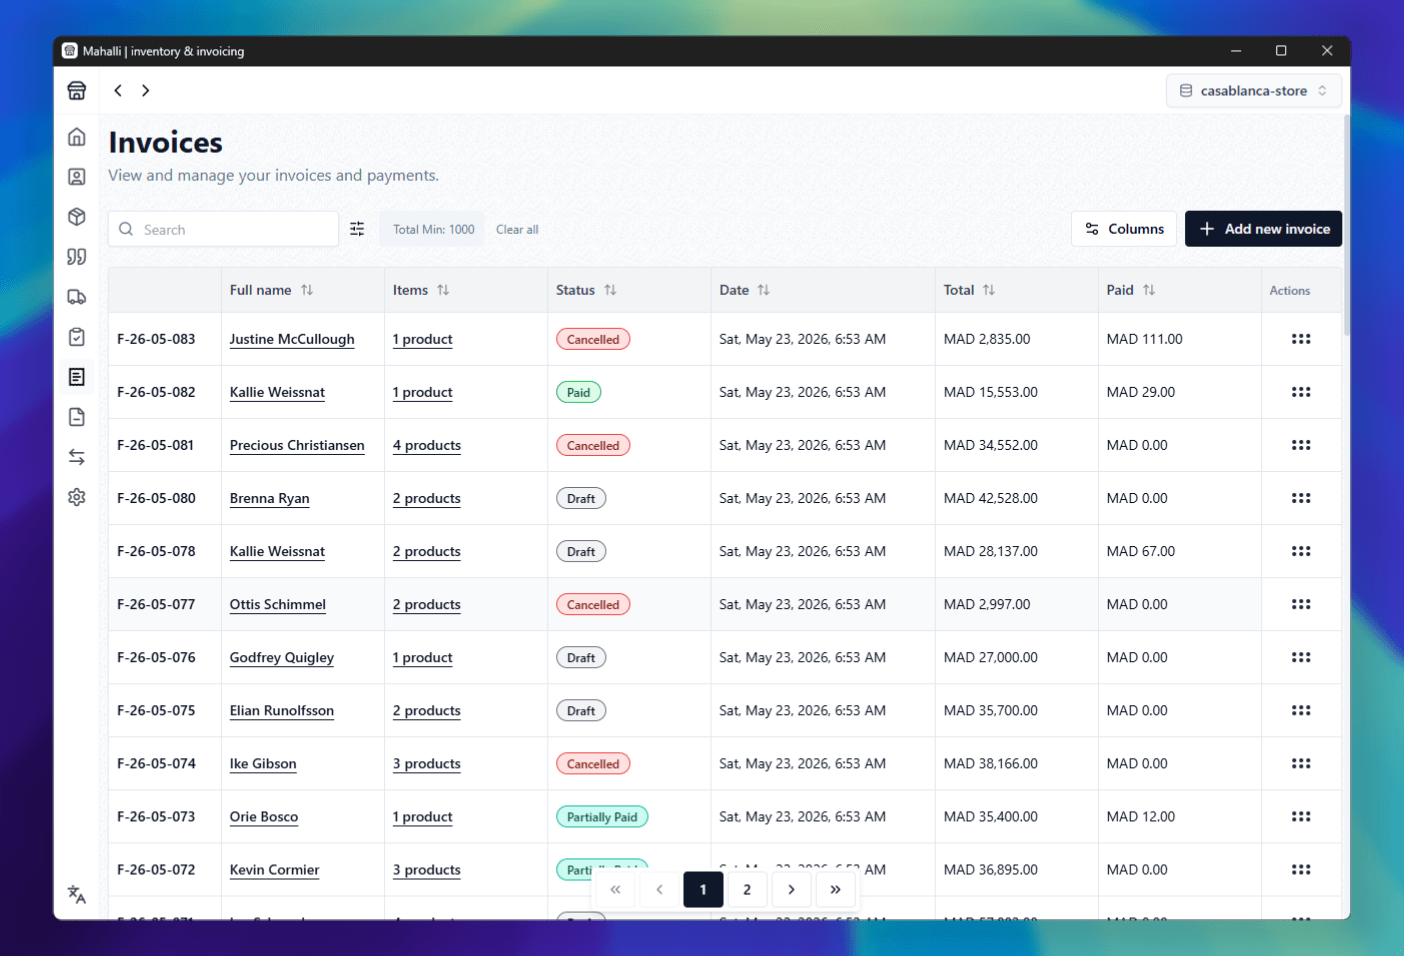 Mahalli | inventory & invoicing
casablanca-store
Invoices
View and manage your invoices and payments.
Search
Total Min: 1000
Clear all
Columns
Add new invoice
Full name Items Status Date Total Paid Actions
F-26-05-083 Justine McCullough 1 product Cancelled Sat, May 23, 2026, 6:53 AM MAD 2,835.00 MAD 111.00
F-26-05-082 Kallie Weissnat 1 product Paid Sat, May 23, 2026, 6:53 AM MAD 15,553.00 MAD 29.00
F-26-05-081 Precious Christiansen 4 products Cancelled Sat, May 23, 2026, 6:53 AM MAD 34,552.00 MAD 0.00
F-26-05-080 Brenna Ryan 2 products Draft Sat, May 23, 2026, 6:53 AM MAD 42,528.00 MAD 0.00
F-26-05-078 Kallie Weissnat 2 products Draft Sat, May 23, 2026, 6:53 AM MAD 28,137.00 MAD 67.00
F-26-05-077 Ottis Schimmel 2 products Cancelled Sat, May 23, 2026, 6:53 AM MAD 2,997.00 MAD 0.00
F-26-05-076 Godfrey Quigley 1 product Draft Sat, May 23, 2026, 6:53 AM MAD 27,000.00 MAD 0.00
F-26-05-075 Elian Runolfsson 2 products Draft Sat, May 23, 2026, 6:53 AM MAD 35,700.00 MAD 0.00
F-26-05-074 Ike Gibson 3 products Cancelled Sat, May 23, 2026, 6:53 AM MAD 38,166.00 MAD 0.00
F-26-05-073 Orie Bosco 1 product Partially Paid Sat, May 23, 2026, 6:53 AM MAD 35,400.00 MAD 12.00
F-26-05-072 Kevin Cormier 3 products Partially Paid Sat, May 23, 2026, 6:53 AM MAD 36,895.00 MAD 0.00
« ‹ 1 2 › »